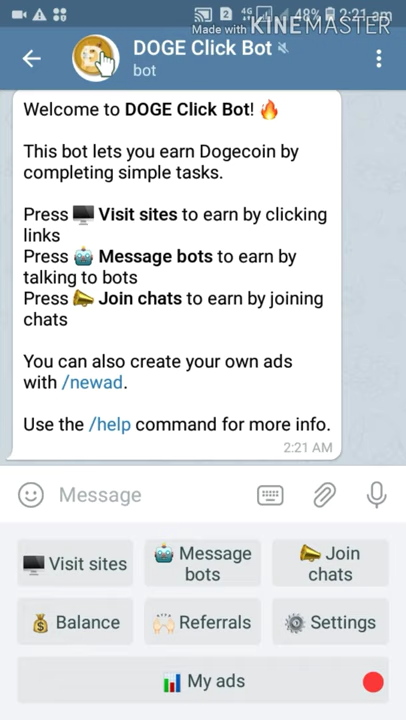 4G 48% 2:21 am
Made with KINEMASTER
DOGE Click Bot
bot
Welcome to DOGE Click Bot! 🔥
This bot lets you earn Dogecoin by
completing simple tasks.
Press 🖥 Visit sites to earn by clicking
links
Press 🤖 Message bots to earn by
talking to bots
Press 📣 Join chats to earn by joining
chats
You can also create your own ads
with /newad.
Use the /help command for more info.
2:21 AM
Message
🖥 Visit sites
🤖 Message
bots
📣 Join
chats
💰 Balance
🙌🏻 Referrals
⚙ Settings
📊 My ads